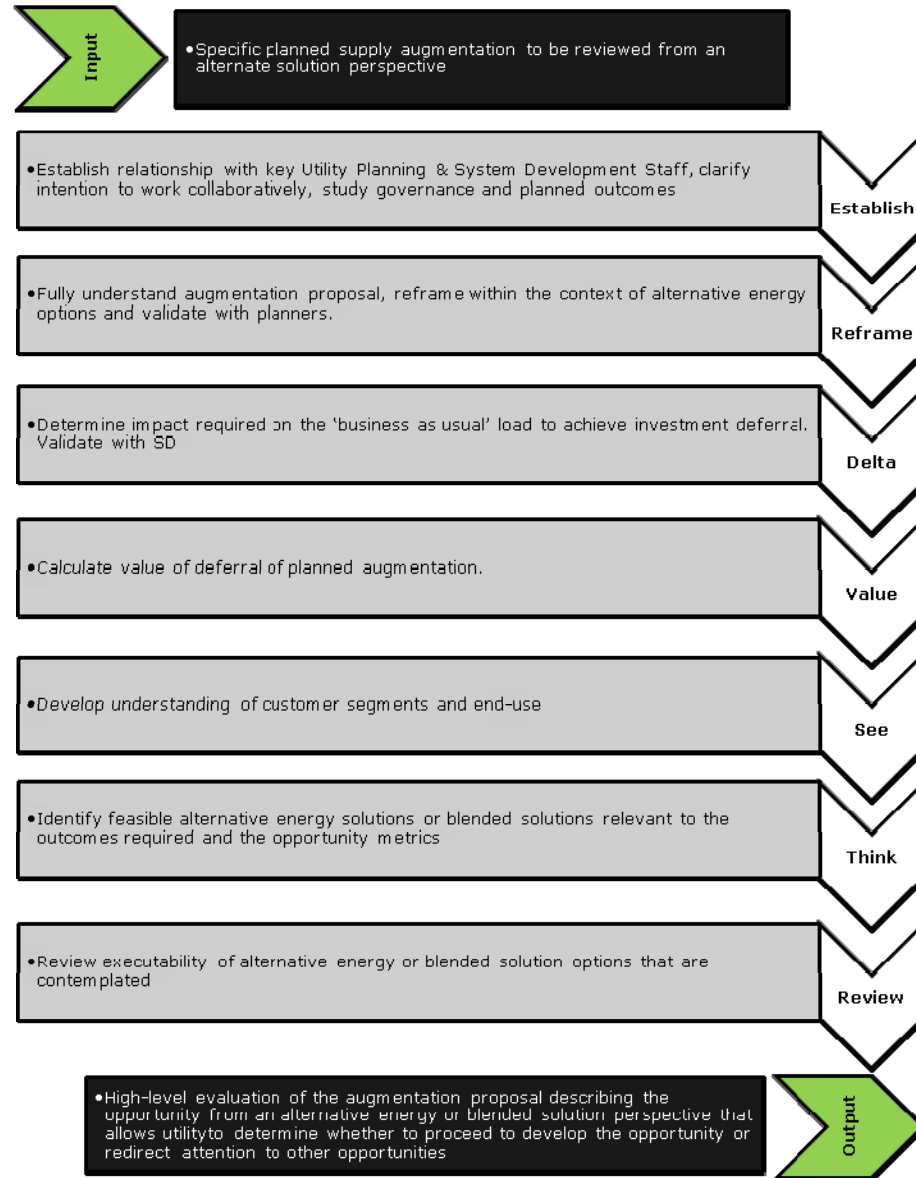 Input
•Specific planned supply augmentation to be reviewed from an
alternate solution perspective
•Establish relationship with key Utility Planning & System Development Staff, clarify
intention to work collaboratively, study governance and planned outcomes
Establish
•Fully understand augmentation proposal, reframe within the context of alternative energy
options and validate with planners.
Reframe
•Determine impact required on the 'business as usual' load to achieve investment deferral.
Validate with SD
Delta
•Calculate value of deferral of planned augmentation.
Value
•Develop understanding of customer segments and end-use
See
•Identify feasible alternative energy solutions or blended solutions relevant to the
outcomes required and the opportunity metrics
Think
•Review executability of alternative energy or blended solution options that are
contemplated
Review
•High-level evaluation of the augmentation proposal describing the
opportunity from an alternative energy or blended solution perspective that
allows utilityto determine whether to proceed to develop the opportunity or
redirect attention to other opportunities
Output